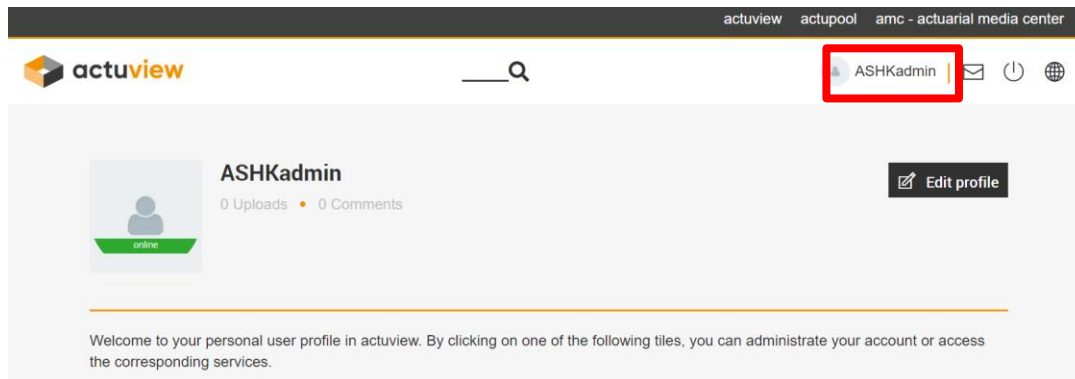 actuview actupool amc - actuarial media center
actuview ASHKadmin
ASHKadmin
Edit profile
0 Uploads • 0 Comments
online
Welcome to your personal user profile in actuview. By clicking on one of the following tiles, you can administrate your account or access
the corresponding services.